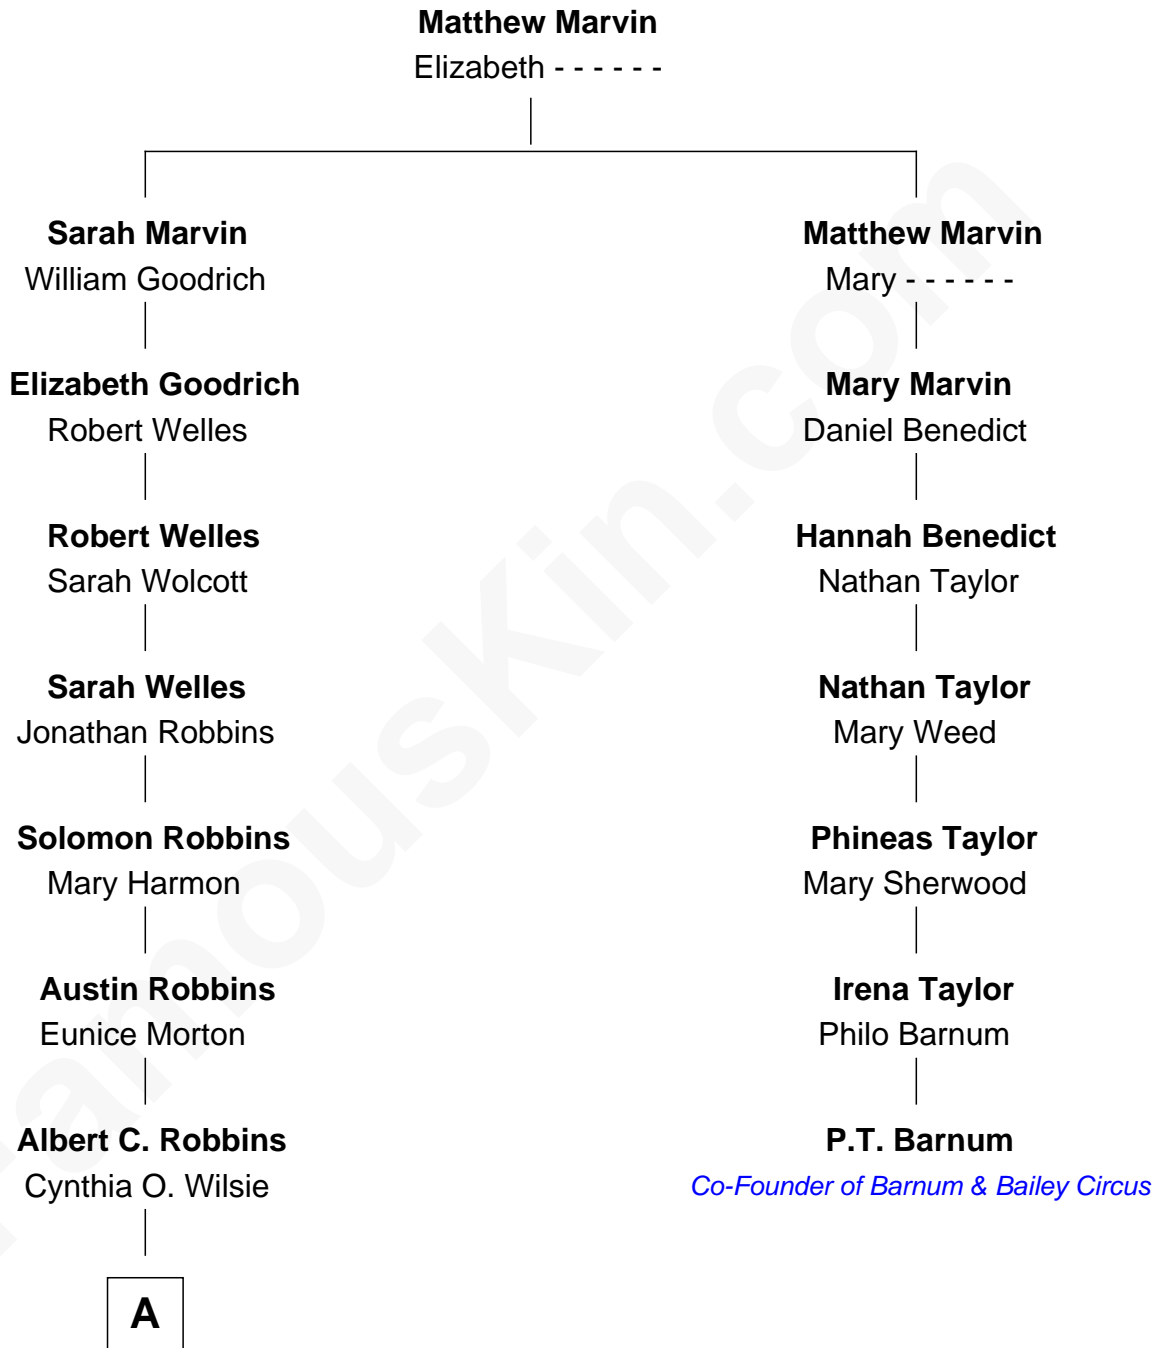 Matthew Marvin
Elizabeth - - - - - -
Sarah Marvin
William Goodrich
Elizabeth Goodrich
Robert Welles
Robert Welles
Sarah Wolcott
Sarah Welles
Jonathan Robbins
Solomon Robbins
Mary Harmon
Austin Robbins
Eunice Morton
Albert C. Robbins
Cynthia O. Wilsie
A
Matthew Marvin
Mary - - - - - -
Mary Marvin
Daniel Benedict
Hannah Benedict
Nathan Taylor
Nathan Taylor
Mary Weed
Phineas Taylor
Mary Sherwood
Irena Taylor
Philo Barnum
P.T. Barnum
Co-Founder of Barnum & Bailey Circus
FamousKin.com